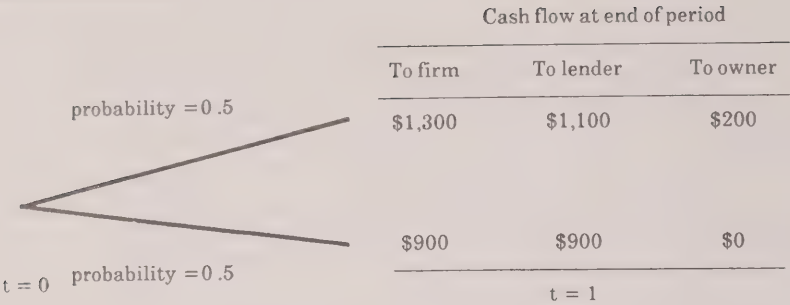 Cash flow at end of period
To firm To lender To owner
probability =0.5
$1,300 $1,100 $200
$900 $900 $0
t = 0 probability =0.5
t = 1